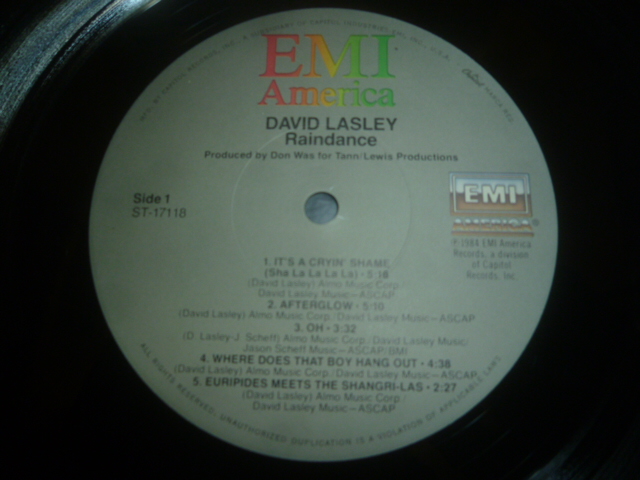 EMI
America
DAVID LASLEY
Raindance
Produced by Don Was for Tann/Lewis Productions
Side 1
ST-17118
EMI
AMERICA
℗1984 EMI America
Records, a division
of Capitol
Records, Inc.
1. IT'S A CRYIN' SHAME
(Sha La La La La) - 5:16
(David Lasley) Almo Music Corp./
David Lasley Music—ASCAP
2. AFTERGLOW - 5:10
(David Lasley) Almo Music Corp./David Lasley Music—ASCAP
3. OH - 3:32
(D. Lasley-J. Scheff) Almo Music Corp./David Lasley Music/
Jason Scheff Music—ASCAP/BMI
4. WHERE DOES THAT BOY HANG OUT - 4:38
(David Lasley) Almo Music Corp./David Lasley Music—ASCAP
5. EURIPIDES MEETS THE SHANGRI-LAS - 2:27
(David Lasley) Almo Music Corp./
David Lasley Music—ASCAP
ALL RIGHTS RESERVED. UNAUTHORIZED DUPLICATION IS A VIOLATION OF APPLICABLE LAWS.